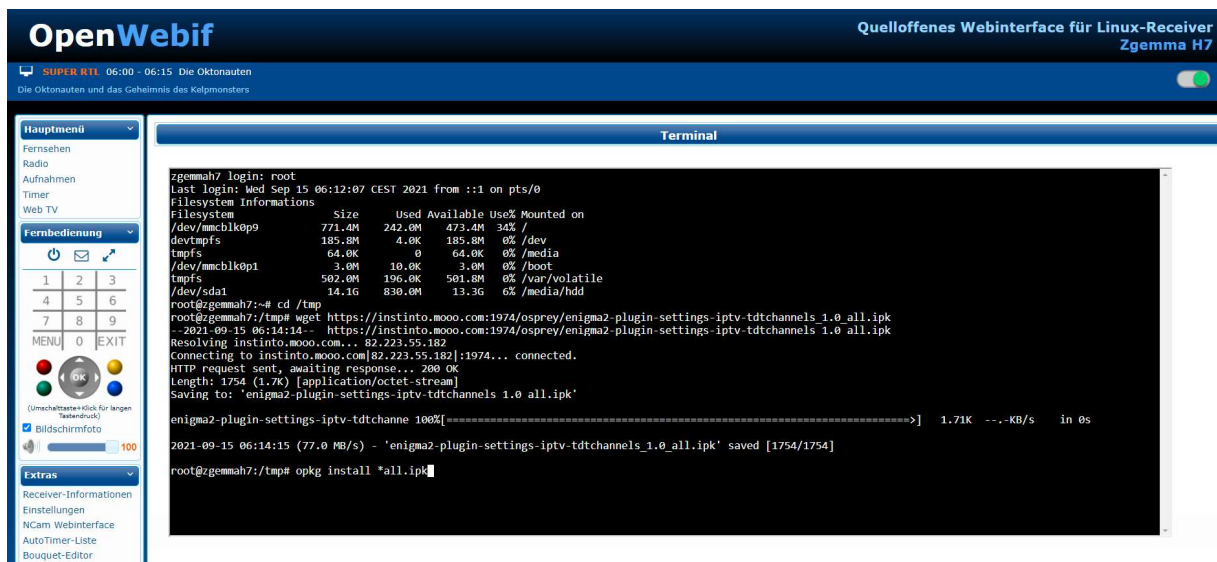 OpenWebif
Quelloffenes Webinterface für Linux-Receiver
Zgemma H7
SUPER RTL 06:00 - 06:15 Die Oktonauten
Die Oktonauten und das Geheimnis des Kelpmonsters
Hauptmenü
Fernsehen
Radio
Aufnahmen
Timer
Web TV
Fernbedienung
1 2 3
4 5 6
7 8 9
MENU 0 EXIT
OK
(Umschalttaste+Klick für langen
Tastendruck)
Bildschirmfoto
100
Extras
Receiver-Informationen
Einstellungen
NCam Webinterface
AutoTimer-Liste
Bouquet-Editor
Terminal
zgemmah7 login: root
Last login: Wed Sep 15 06:12:07 CEST 2021 from ::1 on pts/0
Filesystem Informations
Filesystem Size Used Available Use% Mounted on
/dev/mmcblk0p9 771.4M 242.0M 473.4M 34% /
devtmpfs 185.8M 4.0K 185.8M 0% /dev
tmpfs 64.0K 0 64.0K 0% /media
/dev/mmcblk0p1 3.0M 10.0K 3.0M 0% /boot
tmpfs 502.0M 196.0K 501.8M 0% /var/volatile
/dev/sda1 14.1G 830.0M 13.3G 6% /media/hdd
root@zgemmah7:~# cd /tmp
root@zgemmah7:/tmp# wget https://instinto.mooo.com:1974/osprey/enigma2-plugin-settings-iptv-tdtchannels_1.0_all.ipk
--2021-09-15 06:14:14-- https://instinto.mooo.com:1974/osprey/enigma2-plugin-settings-iptv-tdtchannels 1.0 all.ipk
Resolving instinto.mooo.com... 82.223.55.182
Connecting to instinto.mooo.com|82.223.55.182|:1974... connected.
HTTP request sent, awaiting response... 200 OK
Length: 1754 (1.7K) [application/octet-stream]
Saving to: 'enigma2-plugin-settings-iptv-tdtchannels 1.0 all.ipk'
enigma2-plugin-settings-iptv-tdtchanne 100%[==========================================================================>] 1.71K --.-KB/s in 0s
2021-09-15 06:14:15 (77.0 MB/s) - 'enigma2-plugin-settings-iptv-tdtchannels_1.0_all.ipk' saved [1754/1754]
root@zgemmah7:/tmp# opkg install *all.ipk